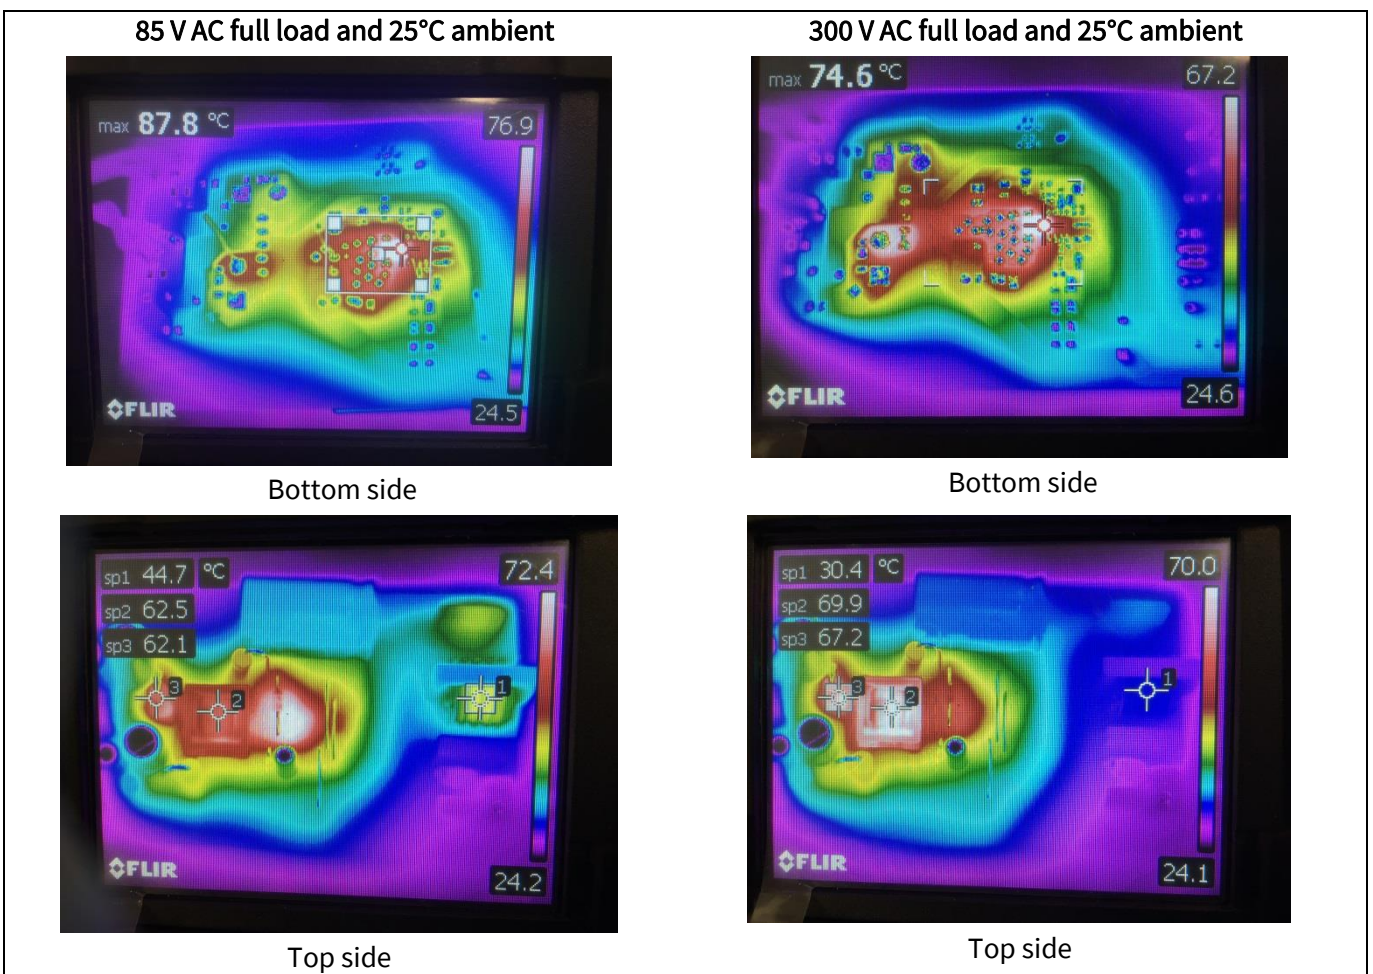 85 V AC full load and 25°C ambient
300 V AC full load and 25°C ambient
max 87.8 °C
76.9
24.5
FLIR
max 74.6 °C
67.2
24.6
FLIR
Bottom side
Bottom side
sp1 44.7 °C
sp2 62.5
sp3 62.1
72.4
3
2
1
24.2
FLIR
sp1 30.4 °C
sp2 69.9
sp3 67.2
70.0
3
2
1
24.1
FLIR
Top side
Top side